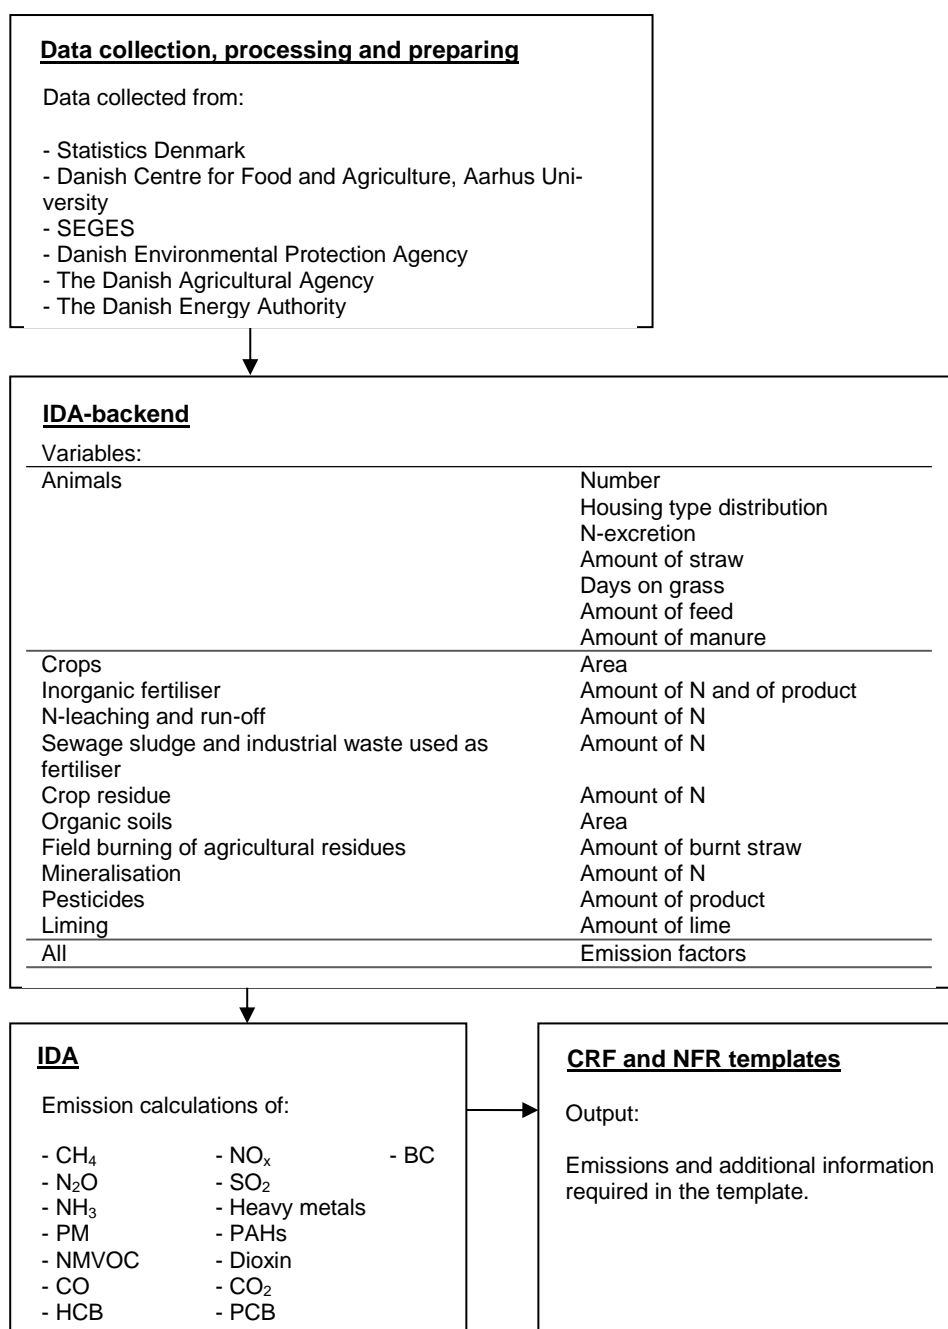 Data collection, processing and preparing
Data collected from:
- Statistics Denmark
- Danish Centre for Food and Agriculture, Aarhus Uni-
versity
- SEGES
- Danish Environmental Protection Agency
- The Danish Agricultural Agency
- The Danish Energy Authority
IDA-backend
Variables:
Animals Number
Housing type distribution
N-excretion
Amount of straw
Days on grass
Amount of feed
Amount of manure
Crops Area
Inorganic fertiliser Amount of N and of product
N-leaching and run-off Amount of N
Sewage sludge and industrial waste used as Amount of N
fertiliser
Crop residue Amount of N
Organic soils Area
Field burning of agricultural residues Amount of burnt straw
Mineralisation Amount of N
Pesticides Amount of product
Liming Amount of lime
All Emission factors
IDA
Emission calculations of:
- CH₄ - NOₓ - BC
- N₂O - SO₂
- NH₃ - Heavy metals
- PM - PAHs
- NMVOC - Dioxin
- CO - CO₂
- HCB - PCB
CRF and NFR templates
Output:
Emissions and additional information
required in the template.